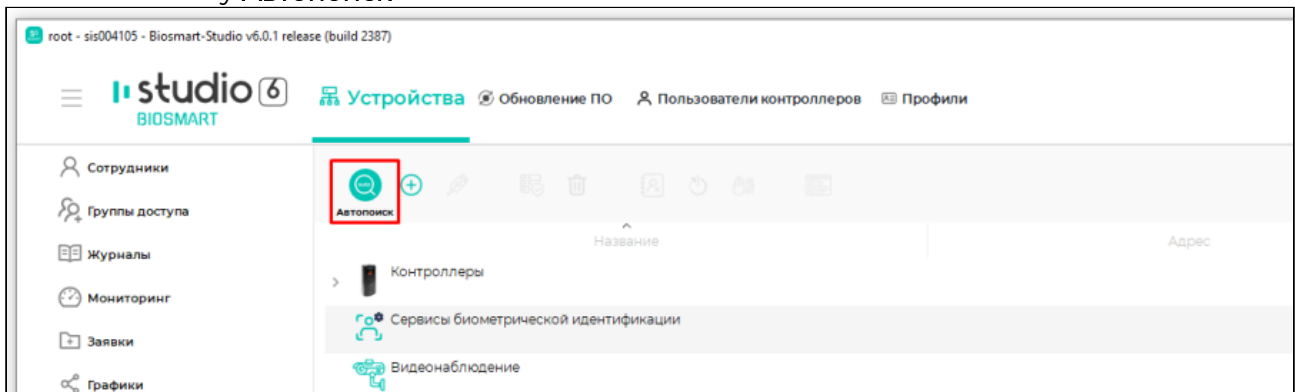 у Автопоиск
root - sis004105 - Biosmart-Studio v6.0.1 release (build 2387)
studio 6
BIOSMART
Устройства
Обновление ПО
Пользователи контроллеров
Профили
Сотрудники
Группы доступа
Журналы
Мониторинг
Заявки
Графики
Автопоиск
Название
Адрес
Контроллеры
Сервисы биометрической идентификации
Видеонаблюдение